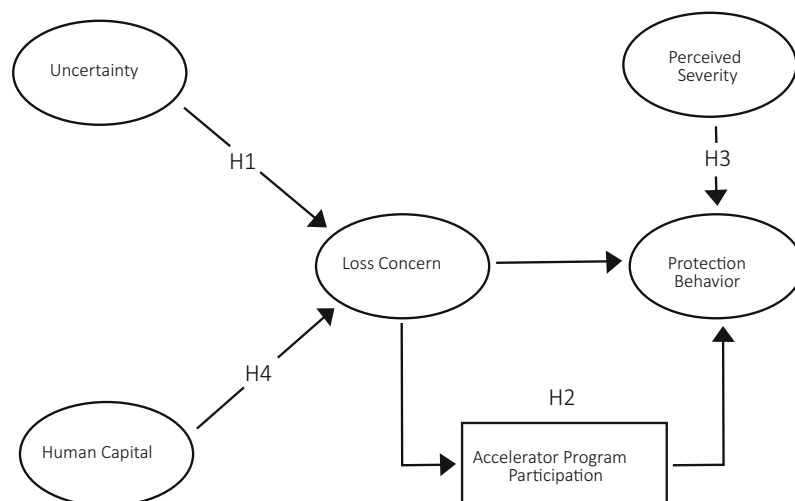 Uncertainty
Perceived
Severity
H1
H3
Loss Concern
Protection
Behavior
H4
H2
Human Capital
Accelerator Program
Participation